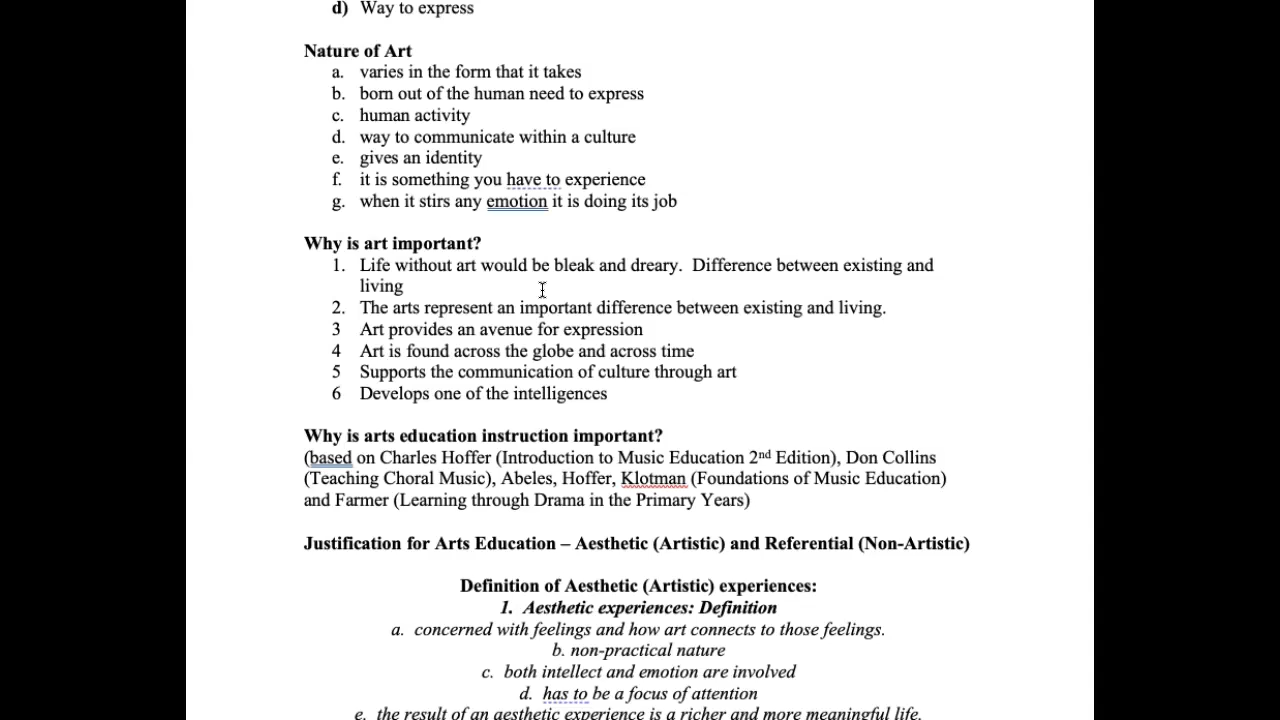 d) Way to express
Nature of Art
a. varies in the form that it takes
b. born out of the human need to express
c. human activity
d. way to communicate within a culture
e. gives an identity
f. it is something you have to experience
g. when it stirs any emotion it is doing its job
Why is art important?
1. Life without art would be bleak and dreary.  Difference between existing and
living
2. The arts represent an important difference between existing and living.
3 Art provides an avenue for expression
4 Art is found across the globe and across time
5 Supports the communication of culture through art
6 Develops one of the intelligences
Why is arts education instruction important?
(based on Charles Hoffer (Introduction to Music Education 2nd Edition), Don Collins
(Teaching Choral Music), Abeles, Hoffer, Klotman (Foundations of Music Education)
and Farmer (Learning through Drama in the Primary Years)
Justification for Arts Education – Aesthetic (Artistic) and Referential (Non-Artistic)
Definition of Aesthetic (Artistic) experiences:
1. Aesthetic experiences: Definition
a. concerned with feelings and how art connects to those feelings.
b. non-practical nature
c. both intellect and emotion are involved
d. has to be a focus of attention
e. the result of an aesthetic experience is a richer and more meaningful life.